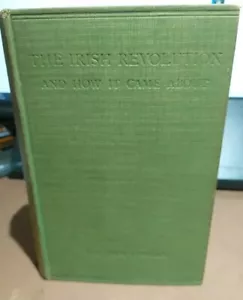 THE IRISH REVOLUTION
AND HOW IT CAME ABOUT